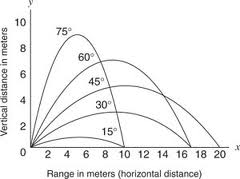 y
10
8
6
4
2
0
75°
60°
45°
30°
15°
2 4 6 8 10 12 14 16 18 20 x
Vertical distance in meters
Range in meters (horizontal distance)